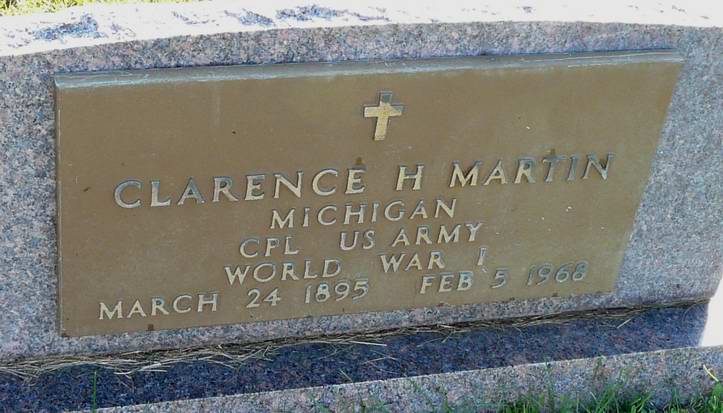 CLARENCE H MARTIN
MICHIGAN
CPL US ARMY
WORLD WAR I
MARCH 24 1895 FEB 5 1968